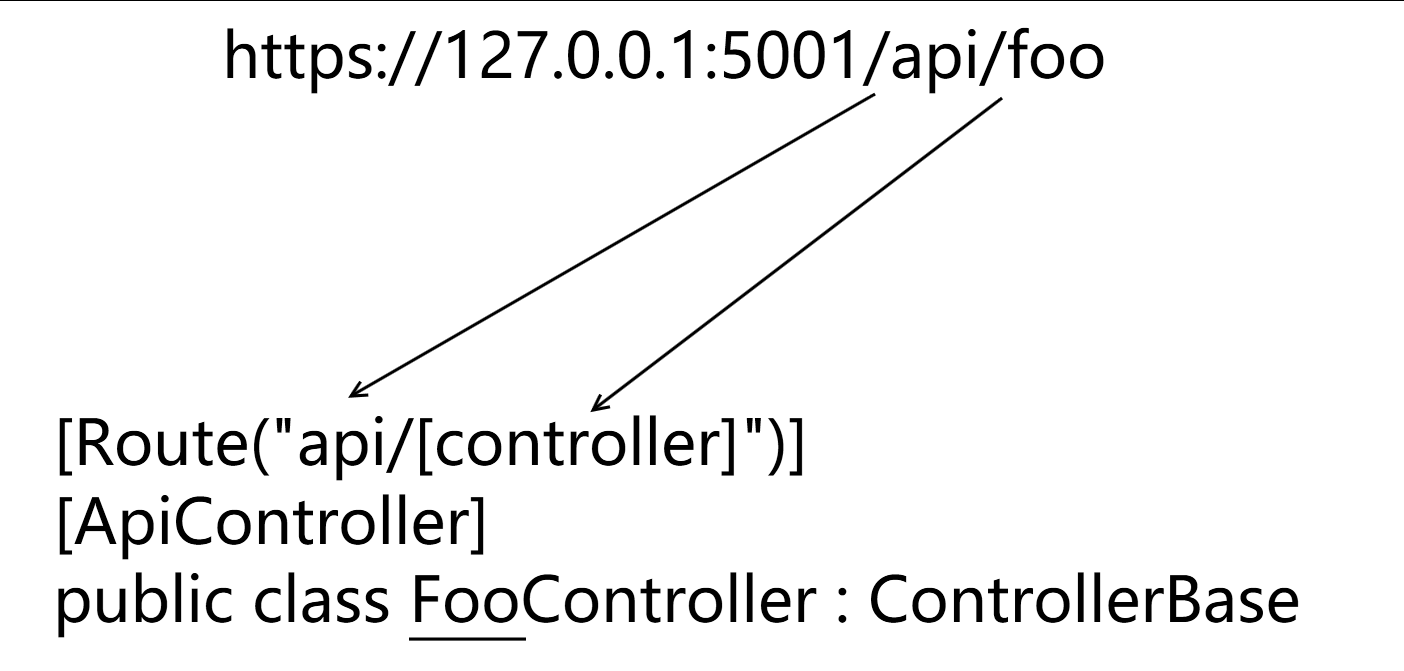 https://127.0.0.1:5001/api/foo
[Route("api/[controller]")]
[ApiController]
public class FooController : ControllerBase